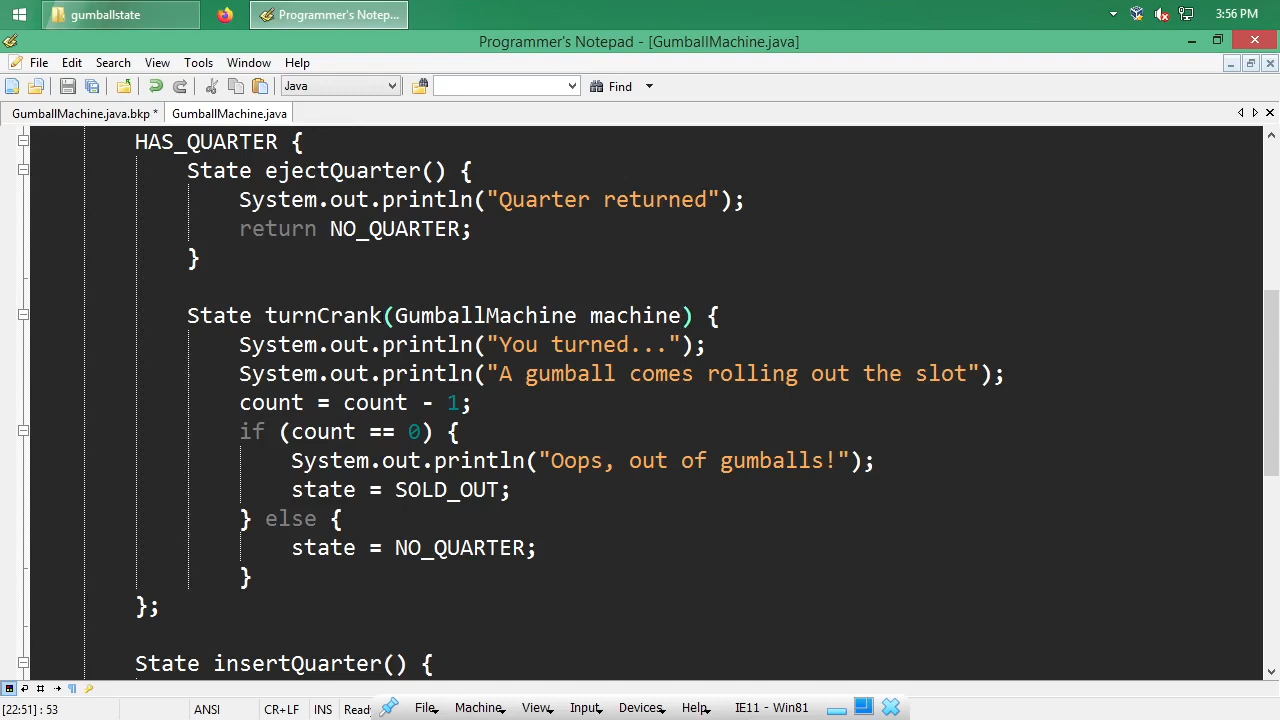 gumballstate
Programmer's Notep...
3:56 PM
Programmer's Notepad - [GumballMachine.java]
File Edit Search View Tools Window Help
Java
Find
GumballMachine.java.bkp *
GumballMachine.java
HAS_QUARTER {
State ejectQuarter() {
System.out.println("Quarter returned");
return NO_QUARTER;
}
State turnCrank(GumballMachine machine) {
System.out.println("You turned...");
System.out.println("A gumball comes rolling out the slot");
count = count - 1;
if (count == 0) {
System.out.println("Oops, out of gumballs!");
state = SOLD_OUT;
} else {
state = NO_QUARTER;
}
};
State insertQuarter() {
[22:51] : 53
ANSI
CR+LF
INS
Ready
File Machine View Input Devices Help
IE11 - Win81